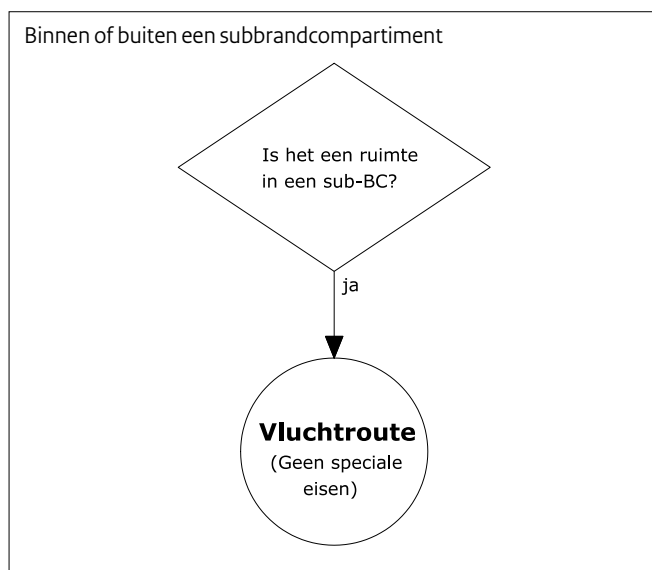 Binnen of buiten een subbrandcompartiment
Is het een ruimte
in een sub-BC?
ja
Vluchtroute
(Geen speciale
eisen)